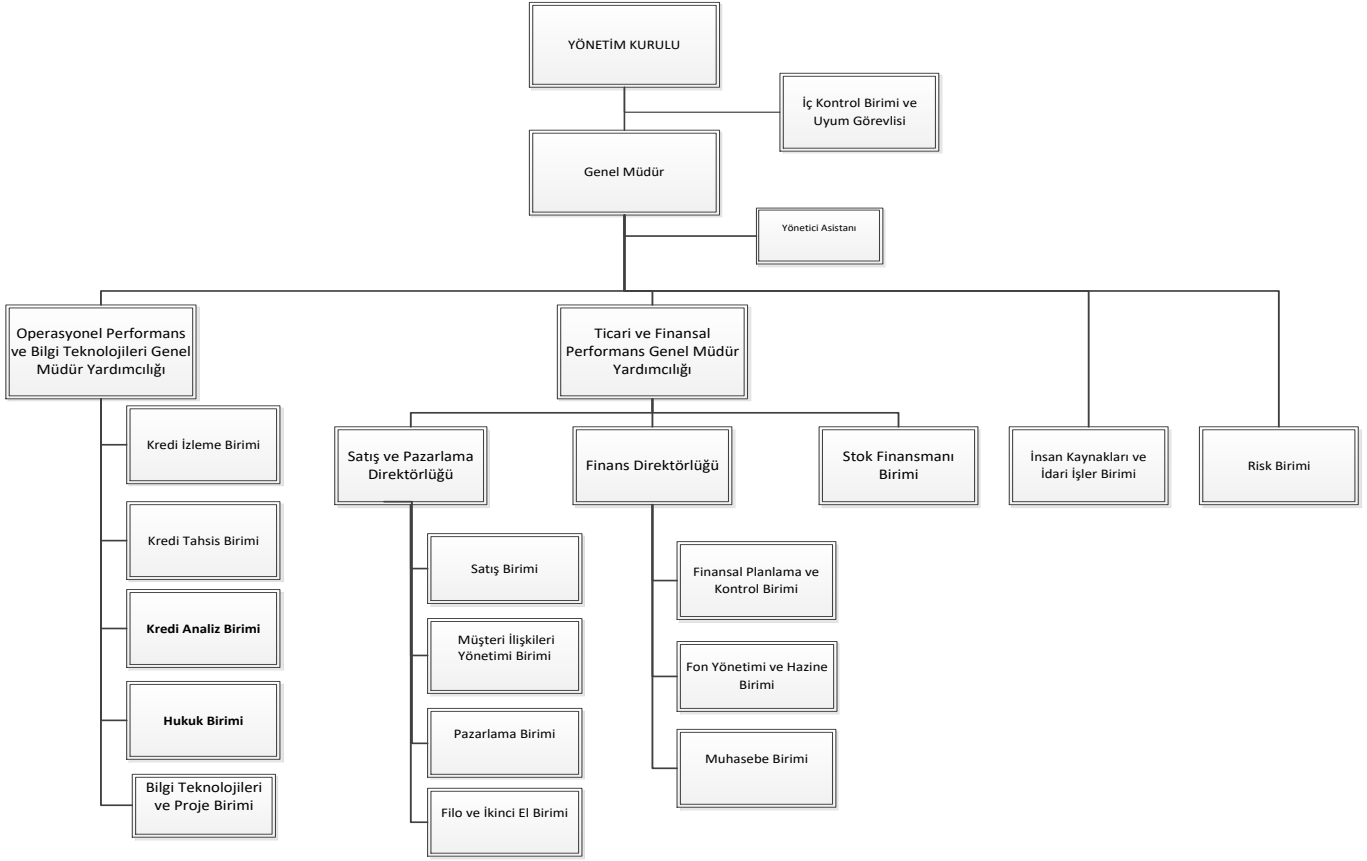 YÖNETİM KURULU
İç Kontrol Birimi ve
Uyum Görevlisi
Genel Müdür
Yönetici Asistanı
Operasyonel Performans
ve Bilgi Teknolojileri Genel
Müdür Yardımcılığı
Ticari ve Finansal
Performans Genel Müdür
Yardımcılığı
Kredi İzleme Birimi
Kredi Tahsis Birimi
Kredi Analiz Birimi
Hukuk Birimi
Bilgi Teknolojileri
ve Proje Birimi
Satış ve Pazarlama
Direktörlüğü
Satış Birimi
Müşteri İlişkileri
Yönetimi Birimi
Pazarlama Birimi
Filo ve İkinci El Birimi
Finans Direktörlüğü
Finansal Planlama ve
Kontrol Birimi
Fon Yönetimi ve Hazine
Birimi
Muhasebe Birimi
Stok Finansmanı
Birimi
İnsan Kaynakları ve
İdari İşler Birimi
Risk Birimi